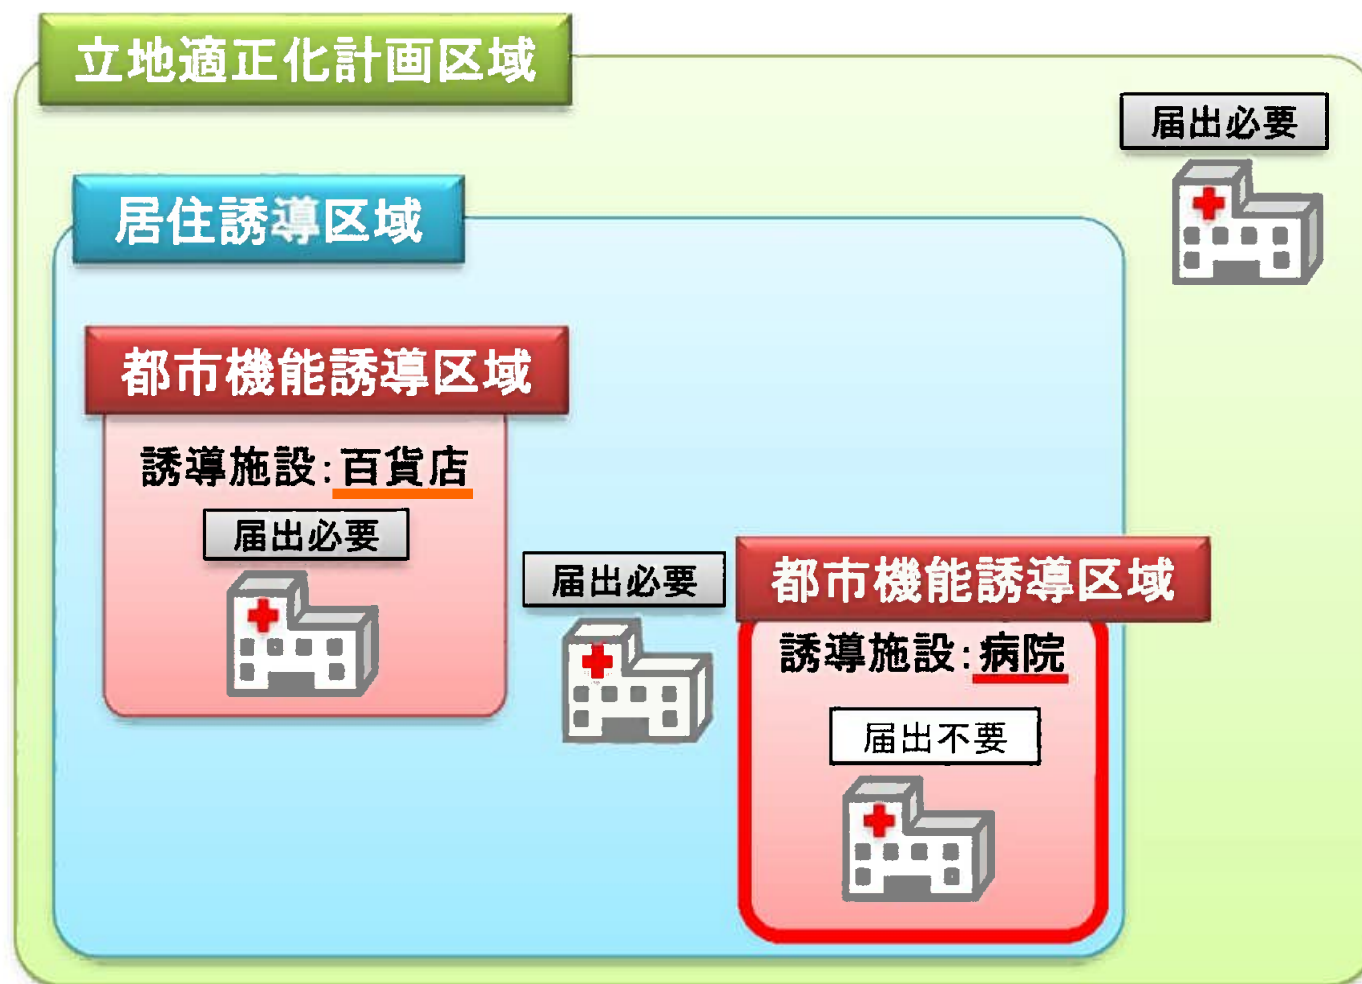 立地適正化計画区域
届出必要
居住誘導区域
都市機能誘導区域
誘導施設:百貨店
届出必要
届出必要
都市機能誘導区域
誘導施設:病院
届出不要